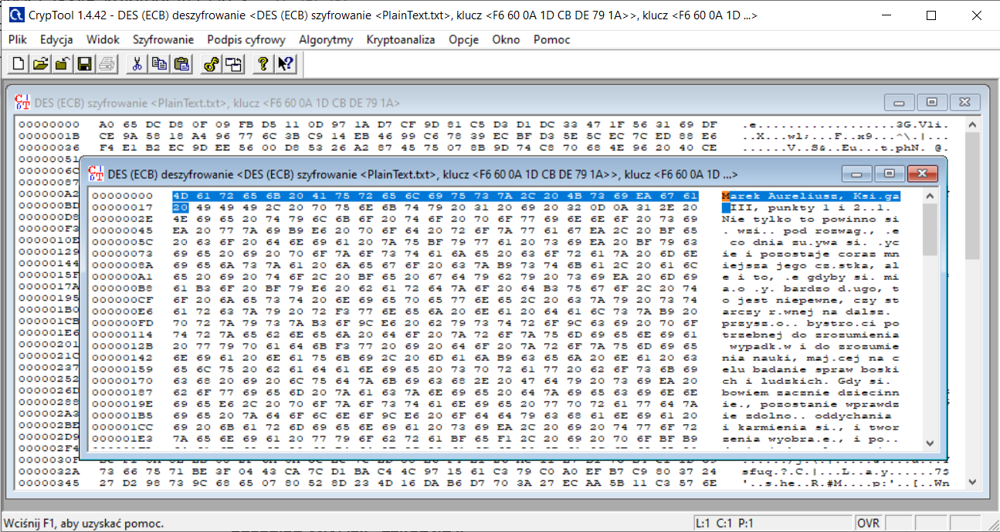 CrypTool 1.4.42 - DES (ECB) deszyfrowanie <DES (ECB) szyfrowanie <PlainText.txt>, klucz <F6 60 0A 1D CB DE 79 1A>>, klucz <F6 60 0A 1D ...>
Plik Edycja Widok Szyfrowanie Podpis cyfrowy Algorytmy Kryptoanaliza Opcje Okno Pomoc
DES (ECB) szyfrowanie <PlainText.txt>, klucz <F6 60 0A 1D CB DE 79 1A>
00000000 A0 65 DC D8 0F 09 FB D5 11 0D 97 1A D7 CF 9D 81 C5 D3 D1 DC 33 47 1F 56 31 69 DF .e..................3G.V1i.
0000001B CE 9A 58 18 A4 96 77 6C 3B C9 14 EB 46 99 C6 78 39 EC BF D3 5E 5C EC 7C ED 88 E6 ..X...wl;...F..x9...^\.|...
00000036 F4 E1 B2 EC 9D EE 56 00 D8 53 26 A2 87 45 75 07 8B 9D 74 C8 70 68 4E 96 20 40 CE ......V..S&..Eu...t.phN. @.
00000051
0000006C
00000087
000000A2
000000BD
000000D8
000000F3
0000010E
00000129
00000144
0000015F
0000017A
00000195
000001B0
000001CB
000001E6
00000201
0000021C
00000237
00000252
0000026D
00000288
000002A3
000002BE
000002D9
000002F4
0000030F
0000032A 73 66 75 71 BE 3F 04 43 CA 7C D1 BA C4 4C 97 15 61 C3 79 C0 A0 EF B7 C9 80 37 24 sfuq.?.C.|...L..a.y......7$
00000345 27 D2 98 73 9C 68 65 07 80 52 8D 23 4D 16 DA B6 D7 70 3A 27 EC AA 5B 11 C3 57 6E '..s.he..R.#M....p:'..[..Wn
DES (ECB) deszyfrowanie <DES (ECB) szyfrowanie <PlainText.txt>, klucz <F6 60 0A 1D CB DE 79 1A>>, klucz <F6 60 0A 1D ...>
00000000 4D 61 72 65 6B 20 41 75 72 65 6C 69 75 73 7A 2C 20 4B 73 69 EA 67 61 Marek Aureliusz, Ksi.ga
00000017 20 49 49 49 2C 20 70 75 6E 6B 74 79 20 31 20 69 20 32 0D 0A 31 2E 20 III, punkty 1 i 2..1.
0000002E 4E 69 65 20 74 79 6C 6B 6F 20 74 6F 20 70 6F 77 69 6E 6E 6F 20 73 69 Nie tylko to powinno si
00000045 EA 20 77 7A 69 B9 E6 20 70 6F 64 20 72 6F 7A 77 61 67 EA 2C 20 BF 65 . wzi.. pod rozwag., .e
0000005C 20 63 6F 20 64 6E 69 61 20 7A 75 BF 79 77 61 20 73 69 EA 20 BF 79 63 co dnia zu.ywa si. .yc
00000073 69 65 20 69 20 70 6F 7A 6F 73 74 61 6A 65 20 63 6F 72 61 7A 20 6D 6E ie i pozostaje coraz mn
0000008A 69 65 6A 73 7A 61 20 6A 65 67 6F 20 63 7A B9 73 74 6B 61 2C 20 61 6C iejsza jego cz.stka, al
000000A1 65 20 69 20 74 6F 2C 20 BF 65 20 67 64 79 62 79 20 73 69 EA 20 6D 69 e i to, .e gdyby si. mi
000000B8 61 B3 6F 20 BF 79 E6 20 62 61 72 64 7A 6F 20 64 B3 75 67 6F 2C 20 74 a.o .y. bardzo d.ugo, t
000000CF 6F 20 6A 65 73 74 20 6E 69 65 70 65 77 6E 65 2C 20 63 7A 79 20 73 74 o jest niepewne, czy st
000000E6 61 72 63 7A 79 20 72 F3 77 6E 65 6A 20 6E 61 20 64 61 6C 73 7A B9 20 arczy r.wnej na dalsz.
000000FD 70 72 7A 79 73 7A B3 6F 9C E6 20 62 79 73 74 72 6F 9C 63 69 20 70 6F przysz.o.. bystro.ci po
00000114 74 72 7A 65 62 6E 65 6A 20 64 6F 20 7A 72 6F 7A 75 6D 69 65 6E 69 61 trzebnej do zrozumienia
0000012B 20 77 79 70 61 64 6B F3 77 20 69 20 64 6F 20 7A 72 6F 7A 75 6D 69 65 wypadk.w i do zrozumie
00000142 6E 69 61 20 6E 61 75 6B 69 2C 20 6D 61 6A B9 63 65 6A 20 6E 61 20 63 nia nauki, maj.cej na c
00000159 65 6C 75 20 62 61 64 61 6E 69 65 20 73 70 72 61 77 20 62 6F 73 6B 69 elu badanie spraw boski
00000170 63 68 20 69 20 6C 75 64 7A 6B 69 63 68 2E 20 47 64 79 20 73 69 EA 20 ch i ludzkich. Gdy si.
00000187 62 6F 77 69 65 6D 20 7A 61 63 7A 6E 69 65 20 64 7A 69 65 63 69 6E 6E bowiem zacznie dziecinn
0000019E 69 65 E6 2C 20 70 6F 7A 6F 73 74 61 6E 69 65 20 77 70 72 61 77 64 7A ie., pozostanie wprawdz
000001B5 69 65 20 7A 64 6F 6C 6E 6F 9C E6 20 6F 64 64 79 63 68 61 6E 69 61 20 ie zdolno.. oddychania
000001CC 69 20 6B 61 72 6D 69 65 6E 69 61 20 73 69 EA 2C 20 69 20 74 77 6F 72 i karmienia si., i twor
000001E3 7A 65 6E 69 61 20 77 79 6F 62 72 61 BF 65 F1 2C 20 69 20 70 6F BF B9 zenia wyobra.e., i po..
Wciśnij F1, aby uzyskać pomoc.
L:1 C:1 P:1
OVR